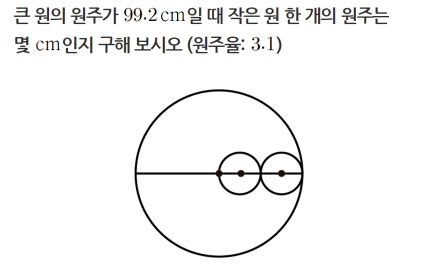 큰 원의 원주가 99.2cm일 때 작은 원 한 개의 원주는
몇 cm인지 구해 보시오 (원주율: 3.1)